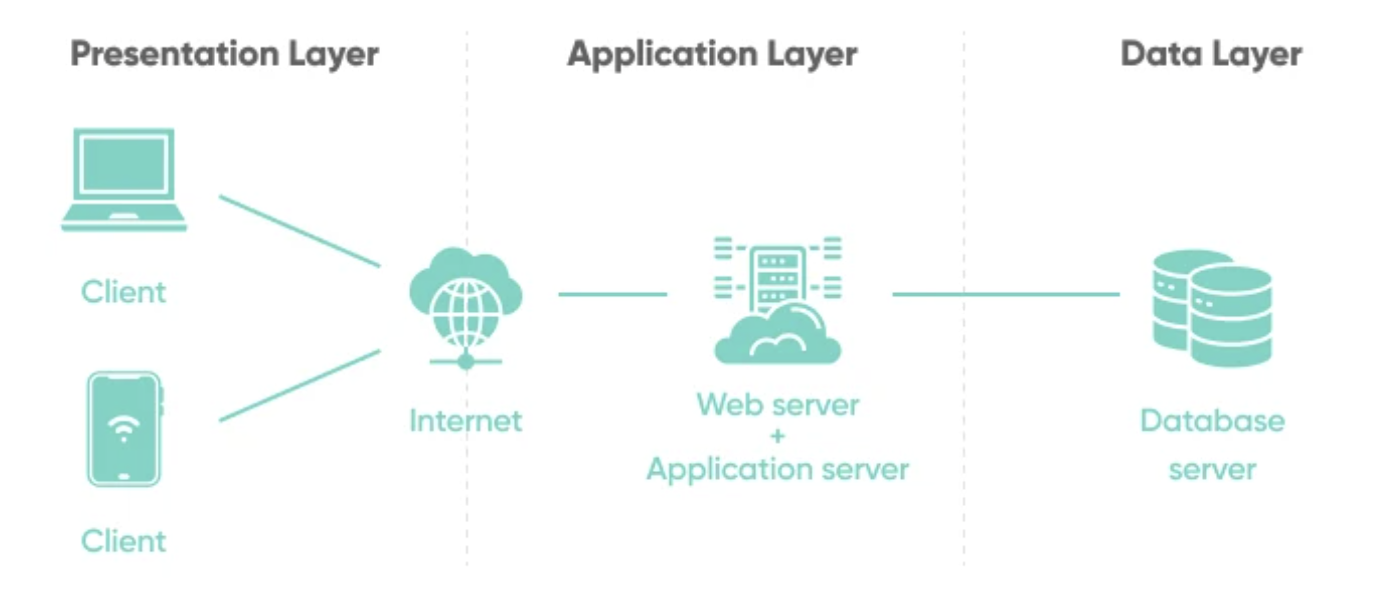 Presentation Layer
Application Layer
Data Layer
Client
Client
Internet
Web server
+
Application server
Database
server